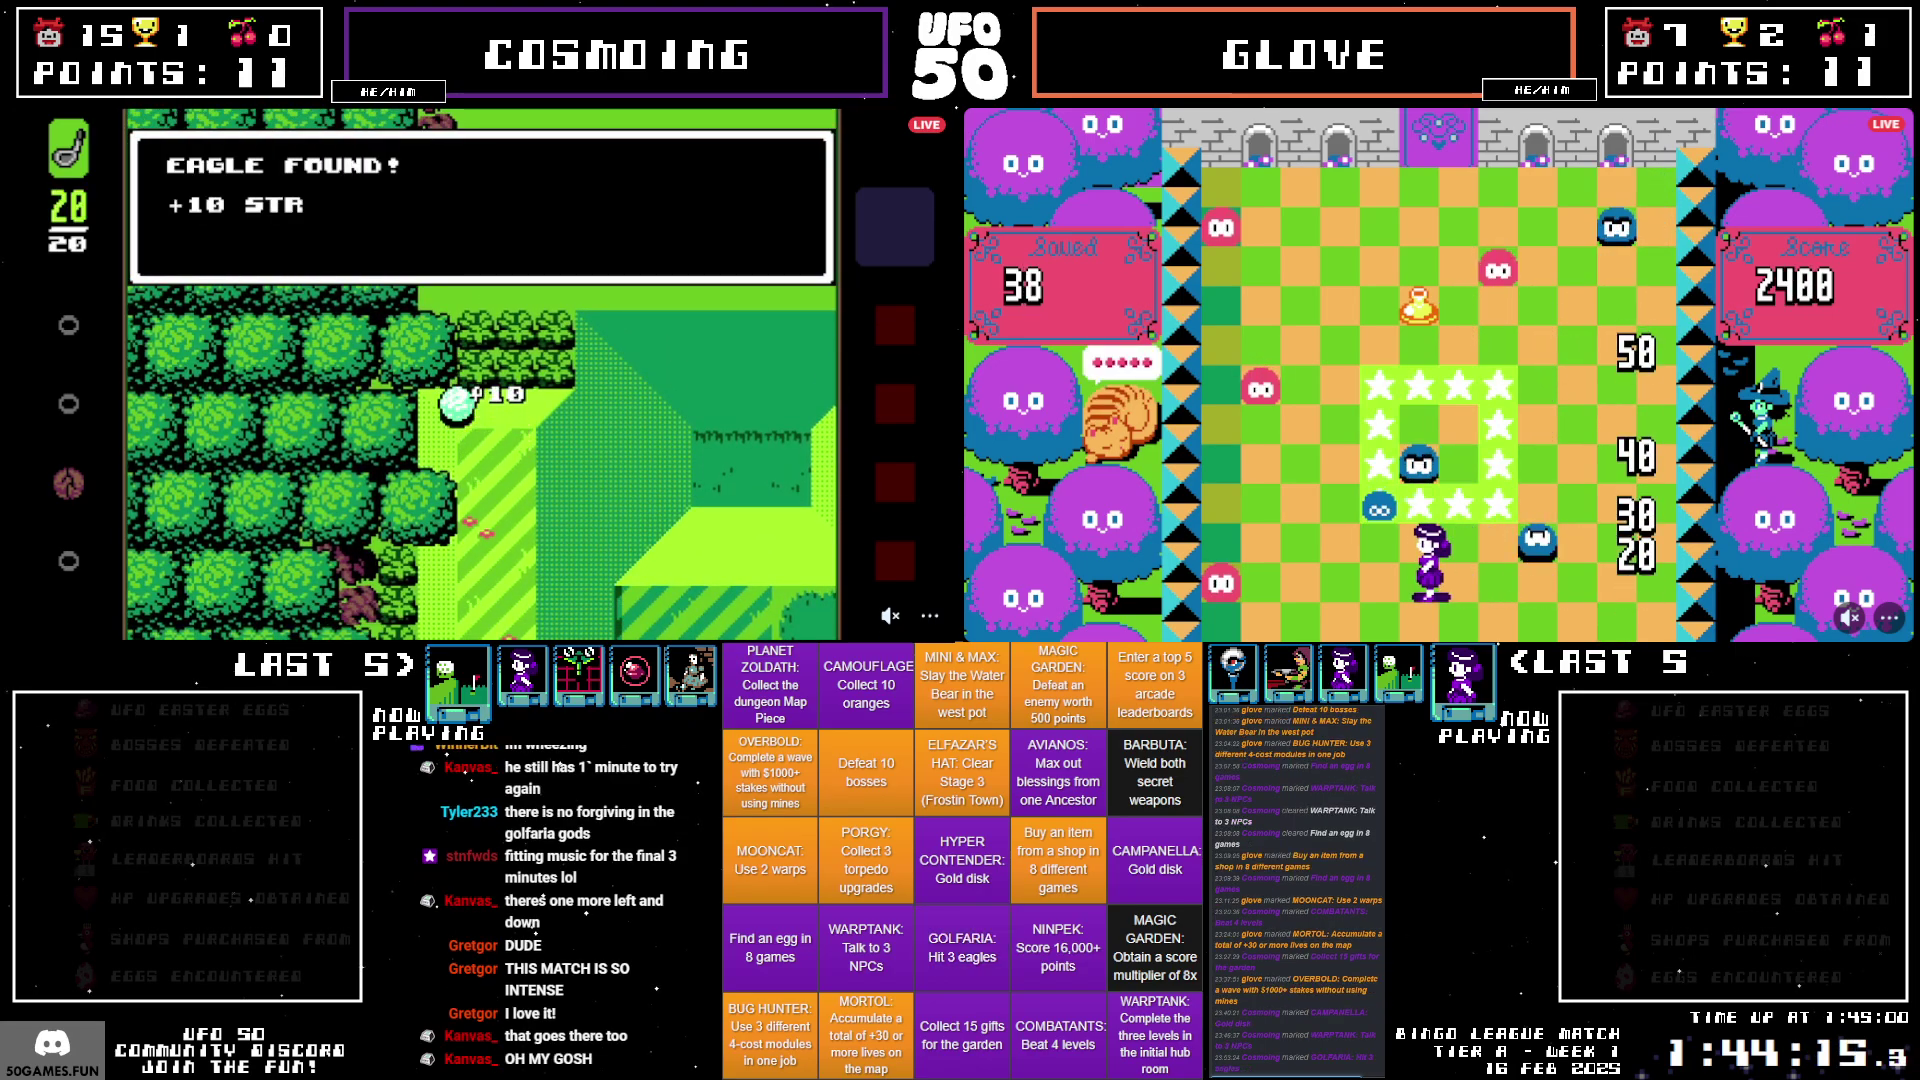 15 1 0
POINTS: 11
COSMOING
HE/HIM
UFO
50
GLOVE
HE/HIM
7 2 1
POINTS: 11
LIVE
EAGLE FOUND!
+10 STR
20
20
+10
LIVE
Saved
38
Score
2400
50
40
30
20
LAST 5>
NOW
PLAYING
<LAST 5
NOW
PLAYING
UFO EASTER EGGS
BOSSES DEFEATED
FOOD COLLECTED
DRINKS COLLECTED
LEADERBOARDS HIT
HP UPGRADES OBTAINED
SHOPS PURCHASED FROM
EGGS ENCOUNTERED
Winnerbit im wheezing
Kanvas_ he still has 1` minute to try
again
Tyler233 there is no forgiving in the
golfaria gods
stnfwds fitting music for the final 3
minutes lol
Kanvas_ theres one more left and
down
Gretgor DUDE
Gretgor THIS MATCH IS SO
INTENSE
Gretgor I love it!
Kanvas_ that goes there too
Kanvas_ OH MY GOSH
PLANET
ZOLDATH:
Collect the
dungeon Map
Piece
CAMOUFLAGE:
Collect 10
oranges
MINI & MAX:
Slay the Water
Bear in the
west pot
MAGIC
GARDEN:
Defeat an
enemy worth
500 points
Enter a top 5
score on 3
arcade
leaderboards
OVERBOLD:
Complete a wave
with $1000+
stakes without
using mines
Defeat 10
bosses
ELFAZAR'S
HAT: Clear
Stage 3
(Frostin Town)
AVIANOS:
Max out
blessings from
one Ancestor
BARBUTA:
Wield both
secret
weapons
MOONCAT:
Use 2 warps
PORGY:
Collect 3
torpedo
upgrades
HYPER
CONTENDER:
Gold disk
Buy an item
from a shop in
8 different
games
CAMPANELLA:
Gold disk
Find an egg in
8 games
WARPTANK:
Talk to 3
NPCs
GOLFARIA:
Hit 3 eagles
NINPEK:
Score 16,000+
points
MAGIC
GARDEN:
Obtain a score
multiplier of 8x
BUG HUNTER:
Use 3 different
4-cost modules
in one job
MORTOL:
Accumulate a
total of +30 or
more lives on
the map
Collect 15 gifts
for the garden
COMBATANTS:
Beat 4 levels
WARPTANK:
Complete the
three levels in
the initial hub
room
glove marked Defeat 10 bosses
glove marked MINI & MAX: Slay the
Water Bear in the west pot
glove marked BUG HUNTER: Use 3
different 4-cost modules in one job
Cosmoing marked Find an egg in 8
games
Cosmoing marked WARPTANK: Talk
to 3 NPCs
Cosmoing cleared WARPTANK: Talk
to 3 NPCs
Cosmoing cleared Find an egg in 8
games
glove marked Buy an item from a
shop in 8 different games
Cosmoing marked Find an egg in 8
games
glove marked MOONCAT: Use 2 warps
Cosmoing marked COMBATANTS:
Beat 4 levels
glove marked MORTOL: Accumulate a
total of +30 or more lives on the map
Cosmoing marked Collect 15 gifts for
the garden
glove marked OVERBOLD: Complete
a wave with $1000+ stakes without using
mines
Cosmoing marked CAMPANELLA:
Gold disk
Cosmoing marked WARPTANK: Talk
to 3 NPCs
Cosmoing marked GOLFARIA: Hit 3
eagles
UFO EASTER EGGS
BOSSES DEFEATED
FOOD COLLECTED
DRINKS COLLECTED
LEADERBOARDS HIT
HP UPGRADES OBTAINED
SHOPS PURCHASED FROM
EGGS ENCOUNTERED
50GAMES.FUN
UFO 50
COMMUNITY DISCORD
JOIN THE FUN!
TIME UP AT 1:45:00
BINGO LEAGUE MATCH
TIER A - WEEK 1
16 FEB 2025
1:44:15.3